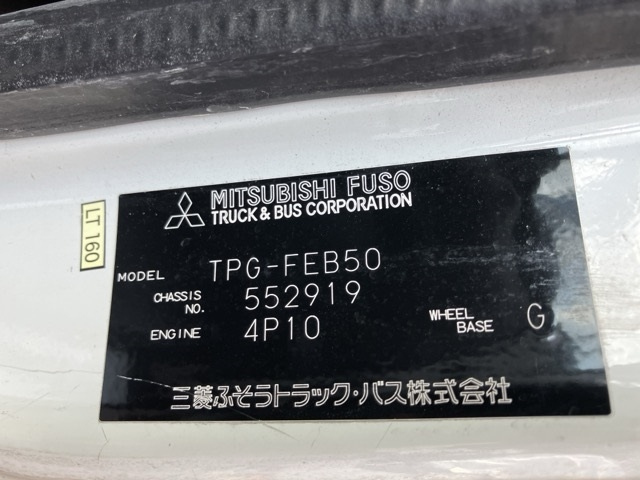 LT 160
MITSUBISHI FUSO
TRUCK & BUS CORPORATION
MODEL TPG-FEB50
CHASSIS NO. 552919
ENGINE 4P10 WHEEL BASE G
三菱ふそうトラック・バス株式会社